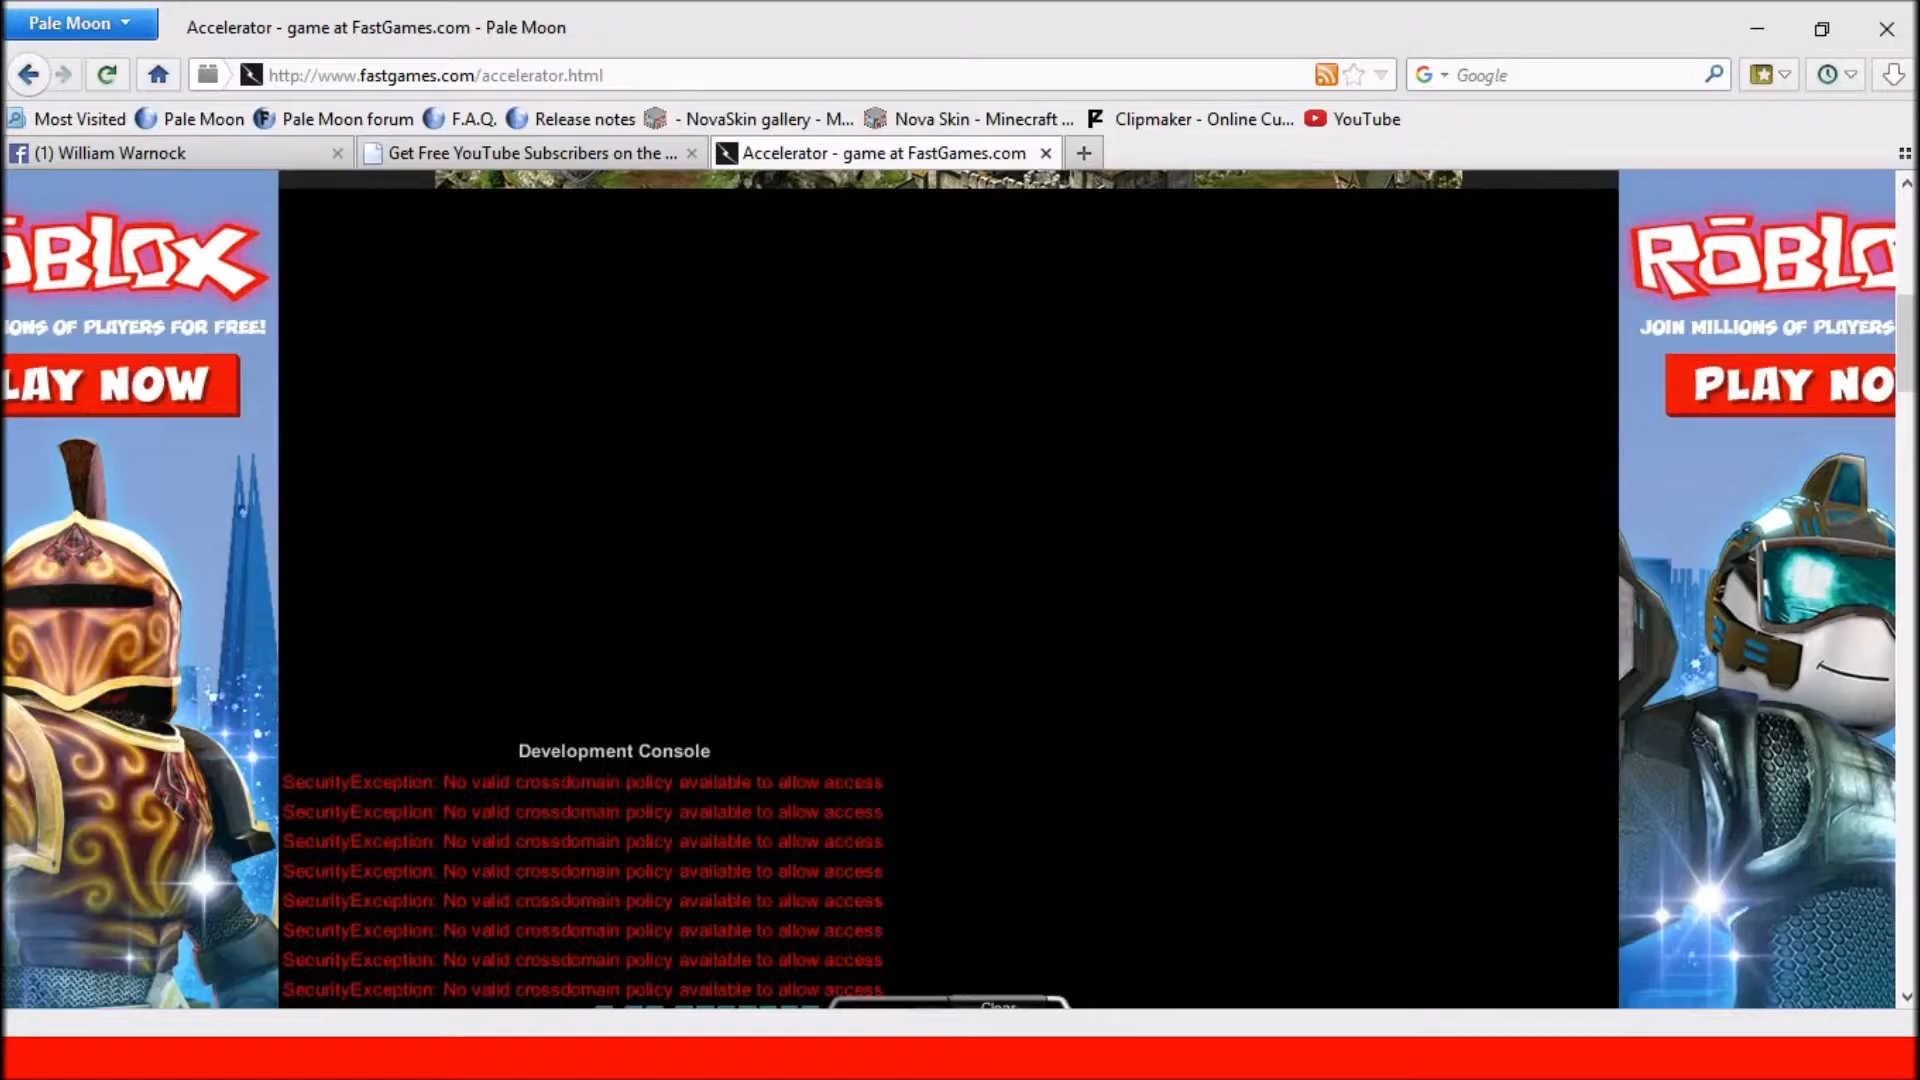 Pale Moon
Accelerator - game at FastGames.com - Pale Moon
http://www.fastgames.com/accelerator.html
Google
Most Visited
Pale Moon
Pale Moon forum
F.A.Q.
Release notes
- NovaSkin gallery - M...
Nova Skin - Minecraft ...
Clipmaker - Online Cu...
YouTube
(1) William Warnock
Get Free YouTube Subscribers on the ...
Accelerator - game at FastGames.com
OBLOX
IONS OF PLAYERS FOR FREE!
LAY NOW
ROBLO
JOIN MILLIONS OF PLAYERS
PLAY NO
Development Console
SecurityException: No valid crossdomain policy available to allow access
SecurityException: No valid crossdomain policy available to allow access
SecurityException: No valid crossdomain policy available to allow access
SecurityException: No valid crossdomain policy available to allow access
SecurityException: No valid crossdomain policy available to allow access
SecurityException: No valid crossdomain policy available to allow access
SecurityException: No valid crossdomain policy available to allow access
SecurityException: No valid crossdomain policy available to allow access
Clear